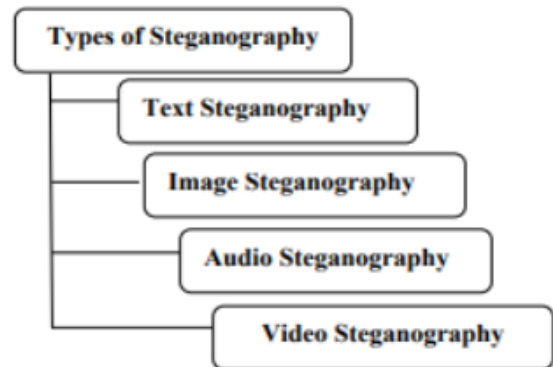 Types of Steganography
Text Steganography
Image Steganography
Audio Steganography
Video Steganography